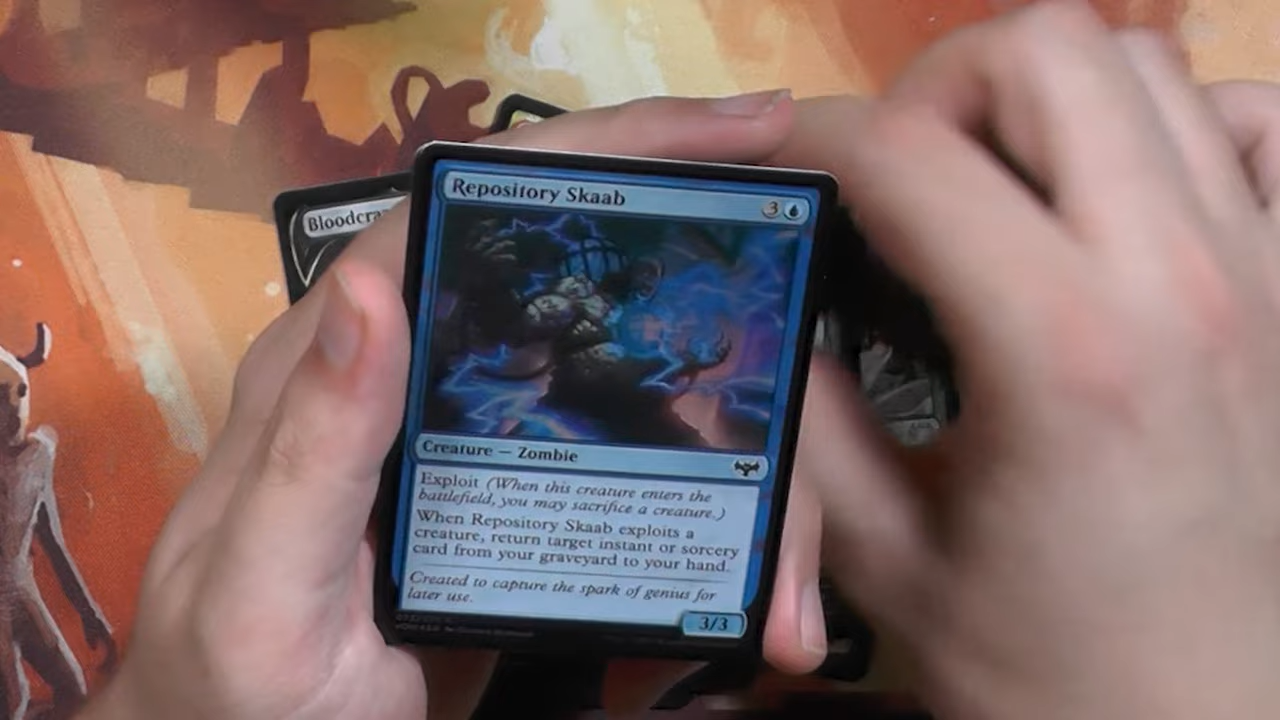 Repository Skaab 3
Bloodcra
Creature — Zombie
Exploit (When this creature enters the
battlefield, you may sacrifice a creature.)
When Repository Skaab exploits a
creature, return target instant or sorcery
card from your graveyard to your hand.
Created to capture the spark of genius for
later use.
3/3